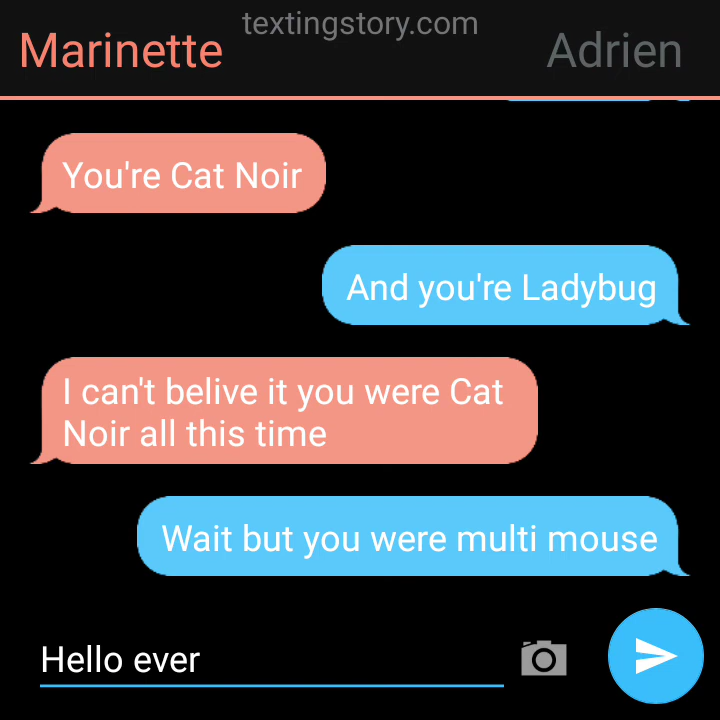 textingstory.com
Marinette
Adrien
You're Cat Noir
And you're Ladybug
I can't belive it you were Cat
Noir all this time
Wait but you were multi mouse
Hello ever